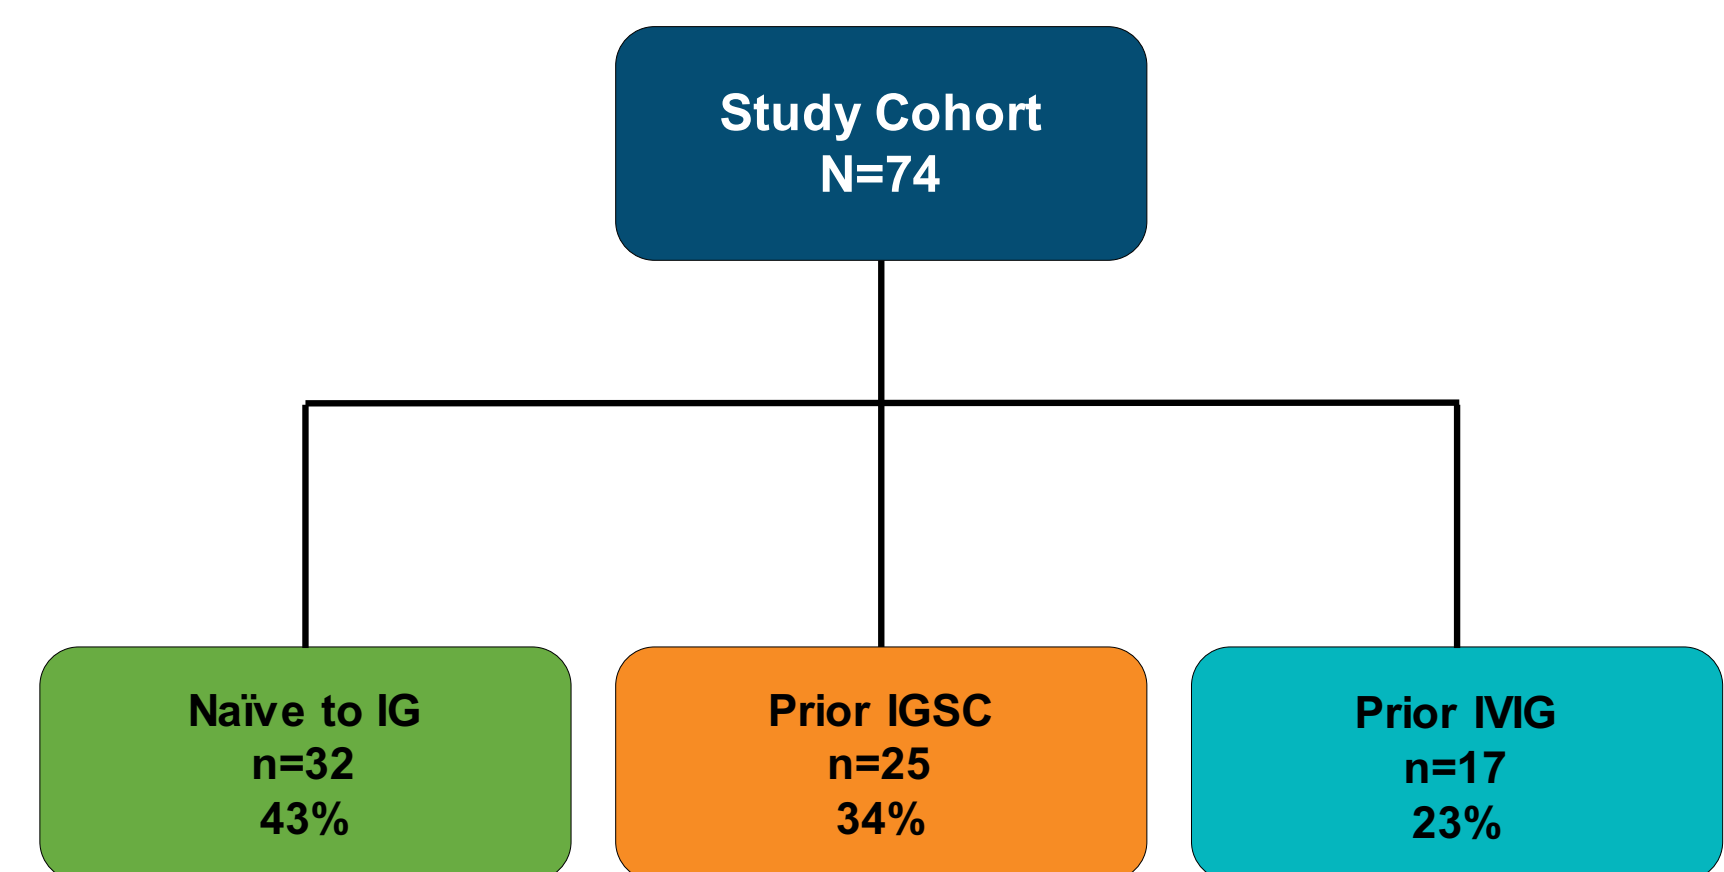 Study Cohort
N=74
Naïve to IG
n=32
43%
Prior IGSC
n=25
34%
Prior IVIG
n=17
23%